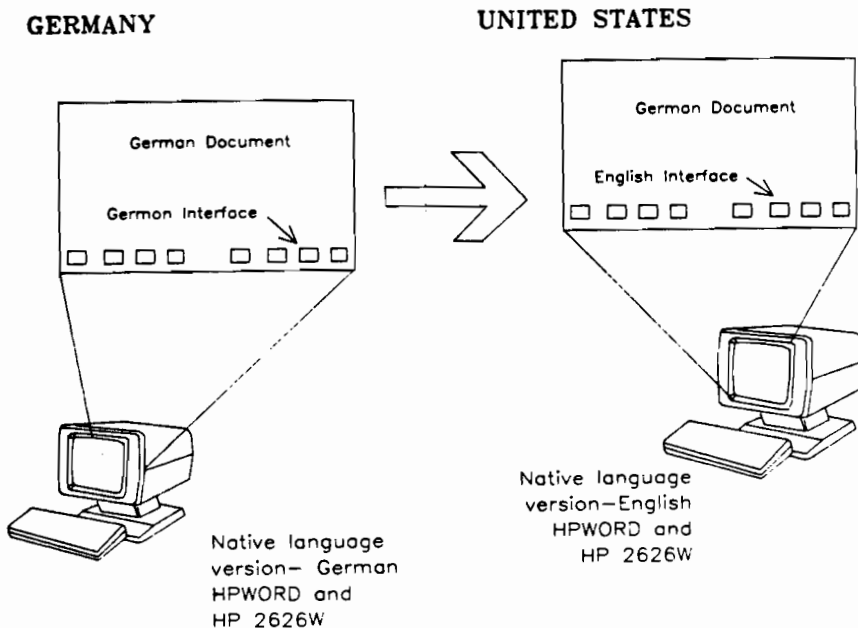 GERMANY
UNITED STATES
German Document
German Interface
German Document
English Interface
Native language
version– German
HPWORD and
HP 2626W
Native language
version–English
HPWORD and
HP 2626W